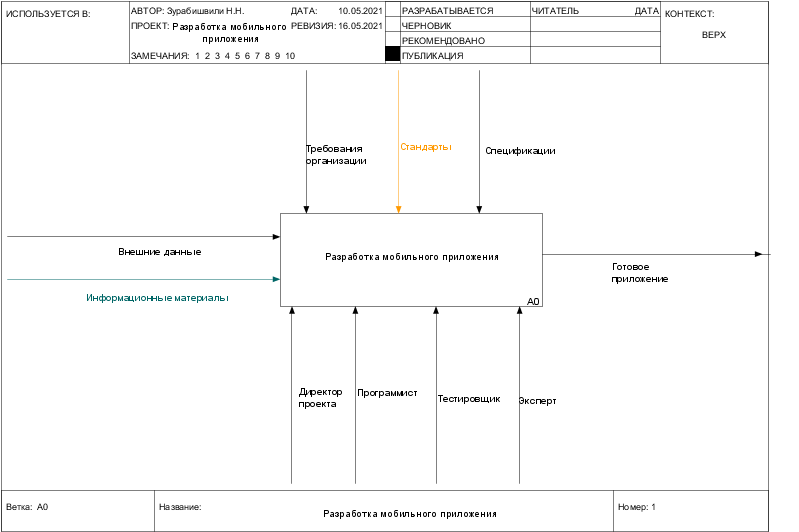 ИСПОЛЬЗУЕТСЯ В:
АВТОР: Зурабишвили Н.Н.
ДАТА: 10.05.2021
ПРОЕКТ: Разработка мобильного
приложения
РЕВИЗИЯ: 16.05.2021
ЗАМЕЧАНИЯ: 1 2 3 4 5 6 7 8 9 10
РАЗРАБАТЫВАЕТСЯ
ЧЕРНОВИК
РЕКОМЕНДОВАНО
ПУБЛИКАЦИЯ
ЧИТАТЕЛЬ ДАТА
КОНТЕКСТ:
ВЕРХ
Требования
организации
Стандарты
Спецификации
Внешние данные
Информационные материалы
Разработка мобильного приложения
A0
Готовое
приложение
Директор
проекта
Программист
Тестировщик
Эксперт
Ветка: A0
Название:
Разработка мобильного приложения
Номер: 1